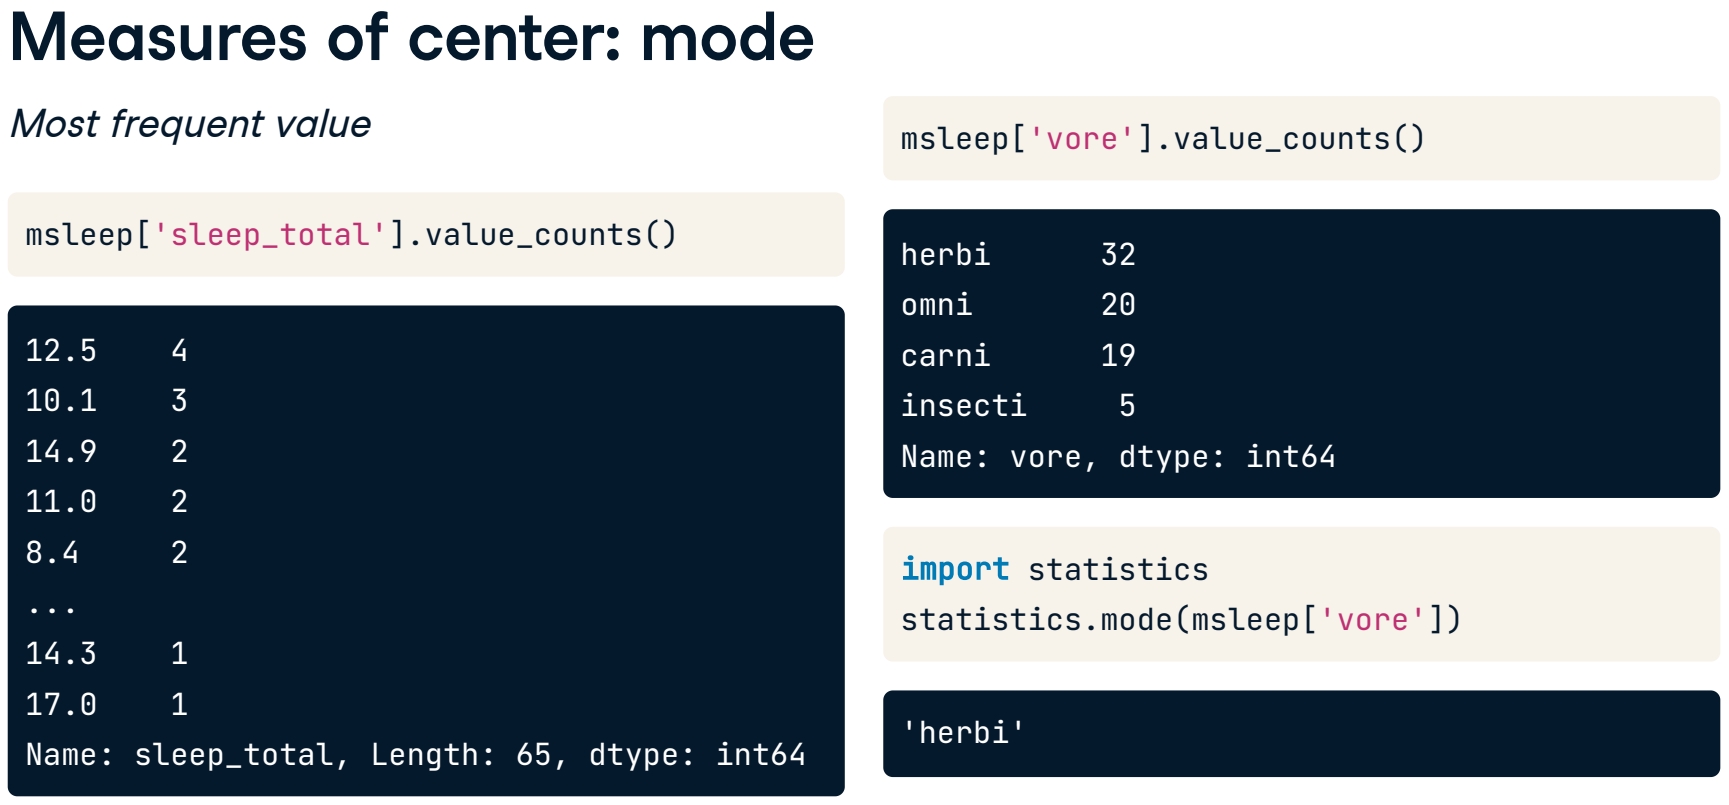 Measures of center: mode
Most frequent value
msleep['sleep_total'].value_counts()
12.5    4
10.1    3
14.9    2
11.0    2
8.4     2
...
14.3    1
17.0    1
Name: sleep_total, Length: 65, dtype: int64
msleep['vore'].value_counts()
herbi      32
omni       20
carni      19
insecti     5
Name: vore, dtype: int64
import statistics
statistics.mode(msleep['vore'])
'herbi'